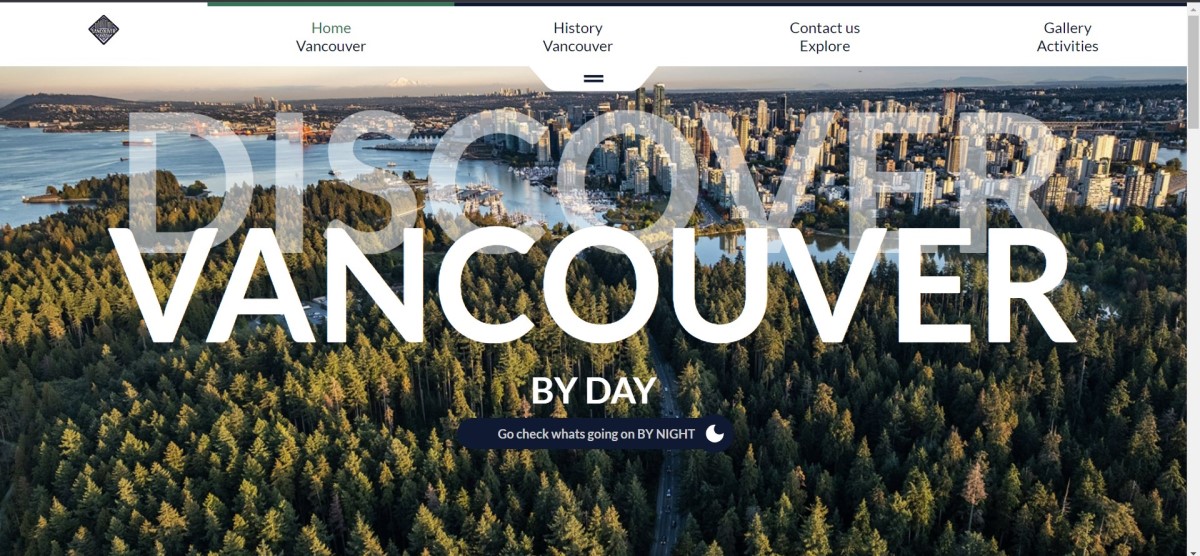 VANCOUVER
Home
Vancouver
History
Vancouver
Contact us
Explore
Gallery
Activities
DISCOVER
VANCOUVER
BY DAY
Go check whats going on BY NIGHT